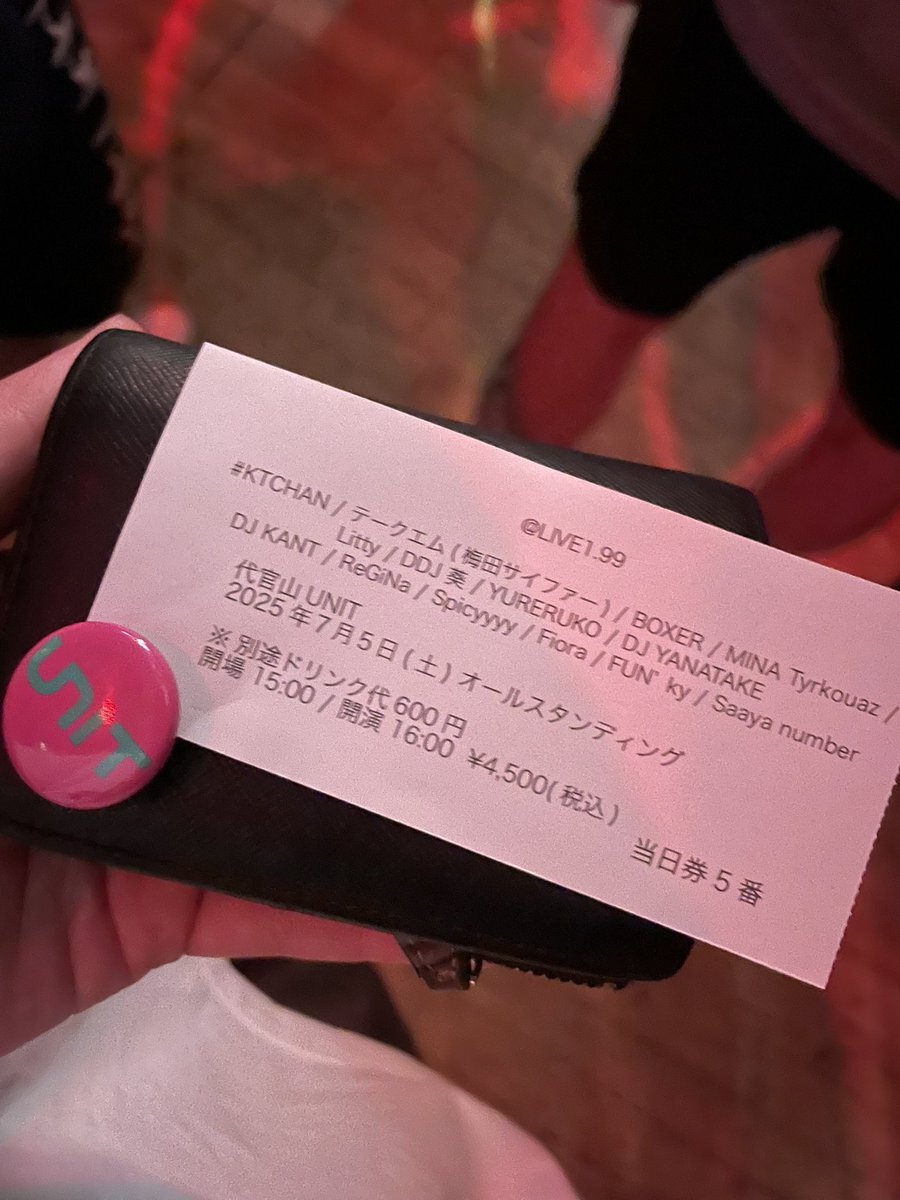 @LIVE1.99
#KTCHAN / テークエム ( 梅田サイファー ) / BOXER / MINA Tyrkouaz /
Litty / DDJ 葵 / YURERUKO / DJ YANATAKE
DJ KANT / ReGiNa / Spicyyyy / Fiora / FUN" ky / Saaya number
代官山 UNIT
2025 年 7 月 5 日 ( 土 ) オールスタンディング
※ 別途ドリンク代 600 円
開場 15:00 / 開演 16:00 ¥4,500( 税込 )
当日券 5 番
UNIT